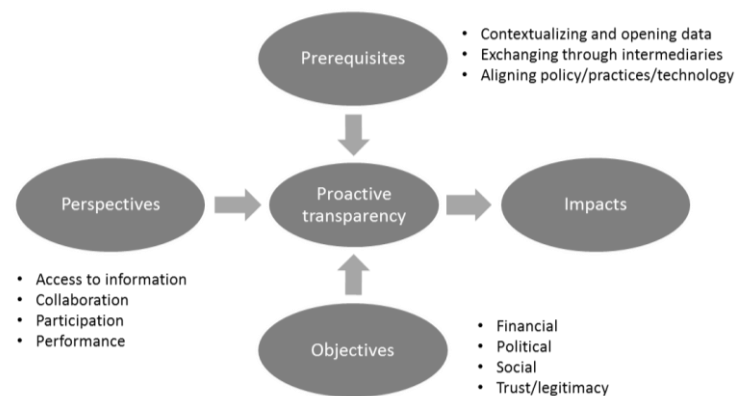 Prerequisites
• Contextualizing and opening data
• Exchanging through intermediaries
• Aligning policy/practices/technology
Perspectives
Proactive
transparency
Impacts
• Access to information
• Collaboration
• Participation
• Performance
Objectives
• Financial
• Political
• Social
• Trust/legitimacy